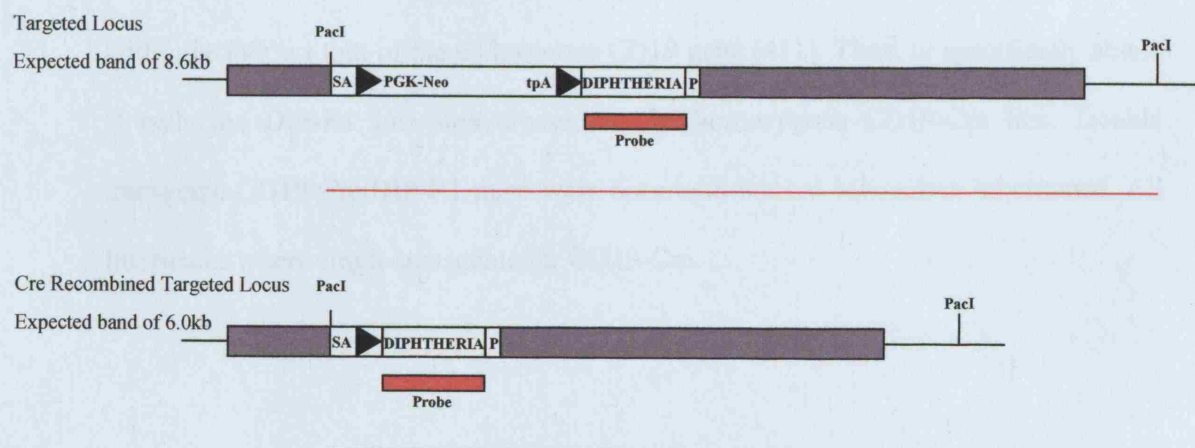 Targeted Locus
PacI
PacI
Expected band of 8.6kb
SA PGK-Neo tpA DIPHTHERIA P
Probe
Cre Recombined Targeted Locus
PacI
PacI
Expected band of 6.0kb
SA DIPHTHERIA P
Probe